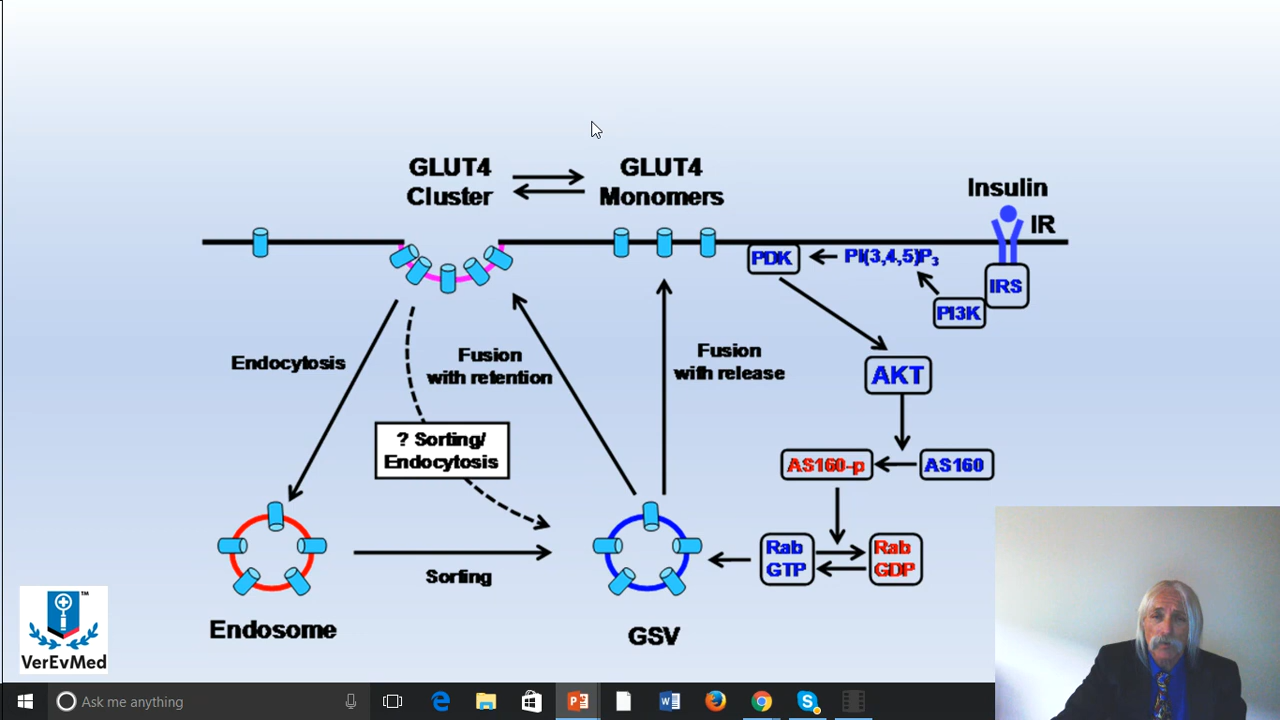 GLUT4
Cluster
GLUT4
Monomers
Insulin
IR
PDK
PI(3,4,5)P3
IRS
PI3K
Endocytosis
Fusion
with retention
Fusion
with release
AKT
? Sorting/
Endocytosis
AS160-p
AS160
Rab
GTP
Rab
GDP
Sorting
Endosome
GSV
TM
VerEvMed
Ask me anything